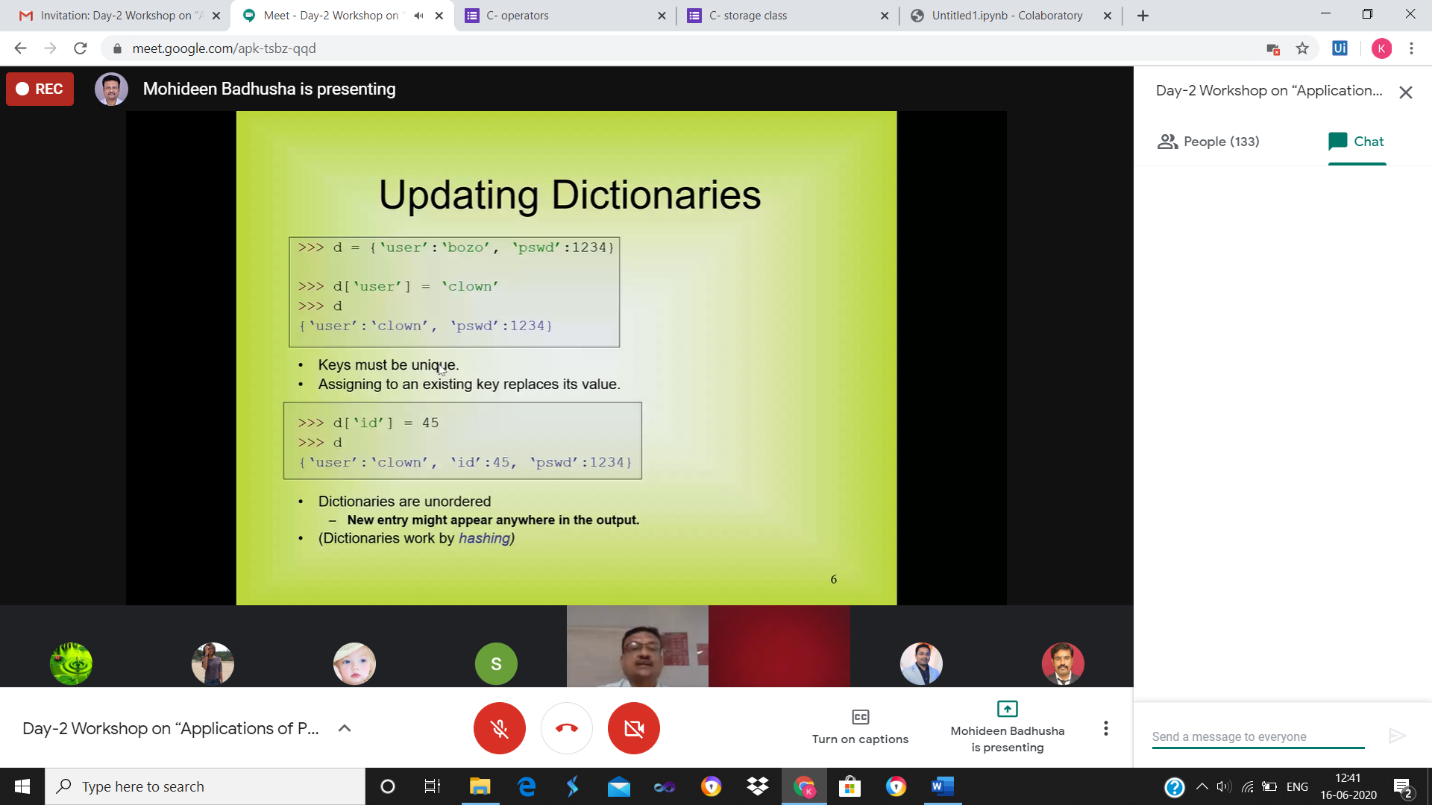 Invitation: Day-2 Workshop on "A
Meet - Day-2 Workshop on "
C- operators
C- storage class
Untitled1.ipynb - Colaboratory
meet.google.com/apk-tsbz-qqd
Ui
K
REC
Mohideen Badhusha is presenting
Day-2 Workshop on “Application...
People (133)
Chat
Updating Dictionaries
>>> d = {‘user’:‘bozo’, ‘pswd’:1234}
>>> d[‘user’] = ‘clown’
>>> d
{‘user’:‘clown’, ‘pswd’:1234}
• Keys must be unique.
• Assigning to an existing key replaces its value.
>>> d[‘id’] = 45
>>> d
{‘user’:‘clown’, ‘id’:45, ‘pswd’:1234}
• Dictionaries are unordered
– New entry might appear anywhere in the output.
• (Dictionaries work by hashing)
6
S
Day-2 Workshop on “Applications of P...
CC
Turn on captions
Mohideen Badhusha
is presenting
Send a message to everyone
Type here to search
K
W
ENG
12:41
16-06-2020
2